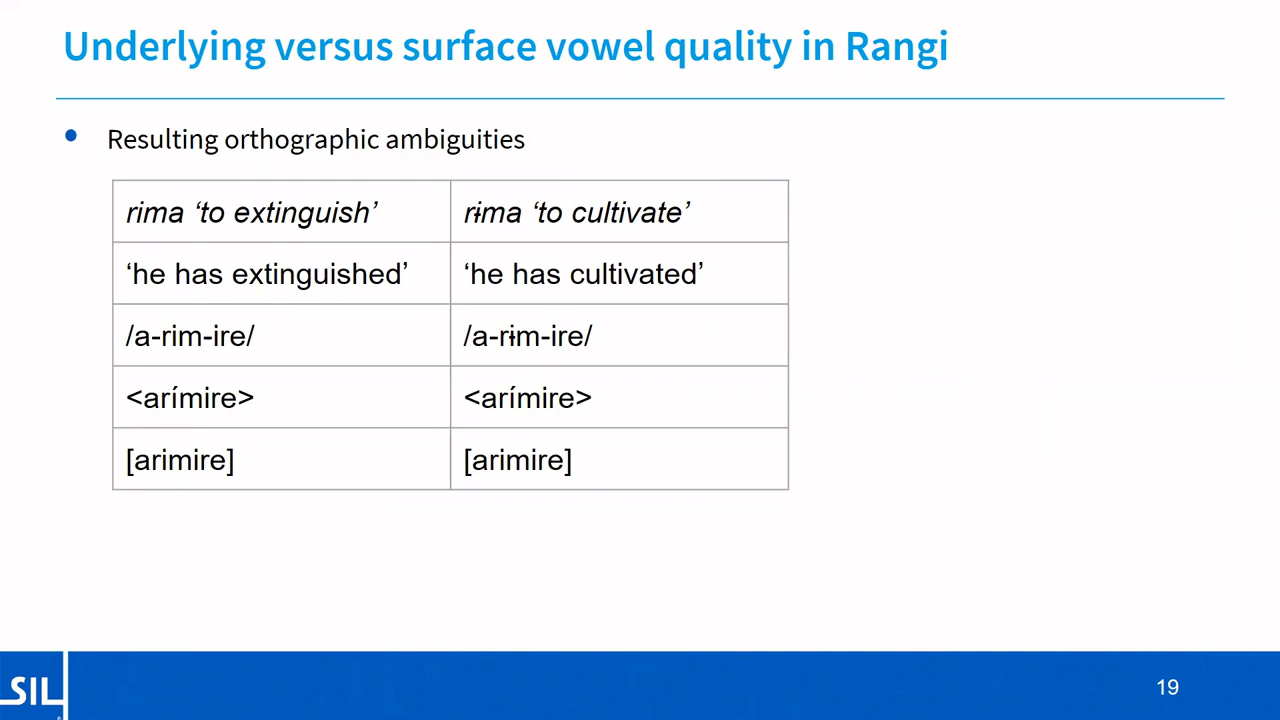 Underlying versus surface vowel quality in Rangi
• Resulting orthographic ambiguities
rima ‘to extinguish’ rɨma ‘to cultivate’
‘he has extinguished’ ‘he has cultivated’
/a-rim-ire/ /a-rɨm-ire/
<arímire> <arímire>
[arimire] [arimire]
SIL
19